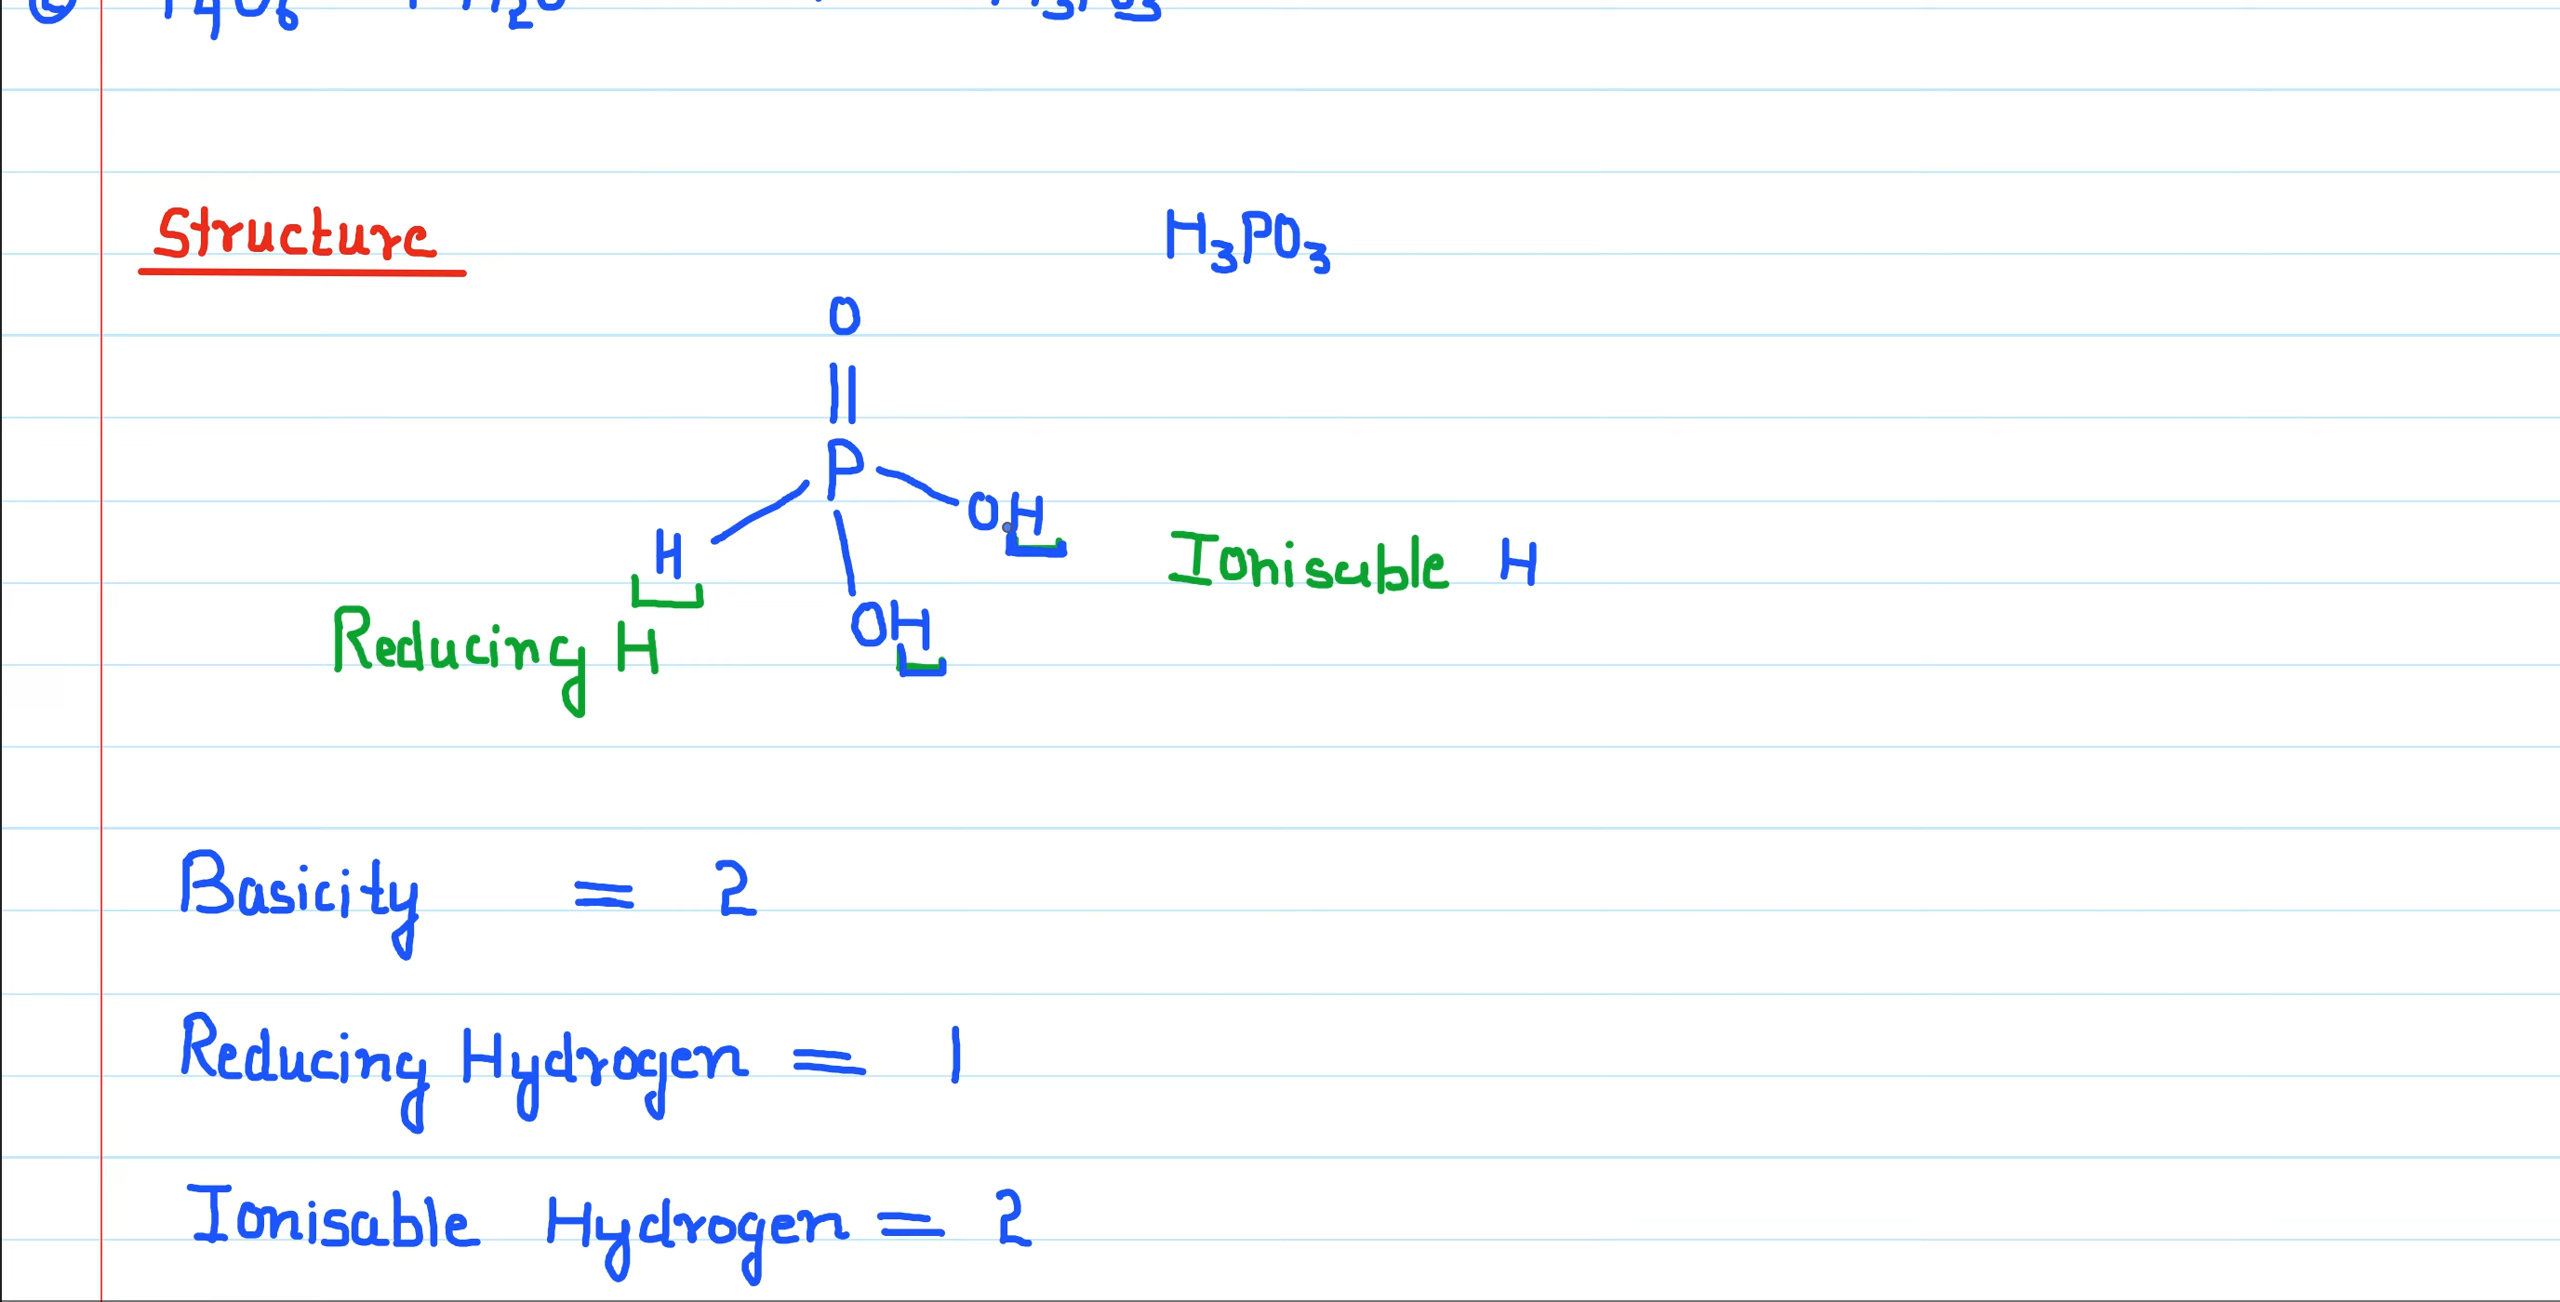 Structure
H₃PO₃
O
||
P
OH
H
Ionisable H
OH
Reducing H
Basicity = 2
Reducing Hydrogen = 1
Ionisable Hydrogen = 2